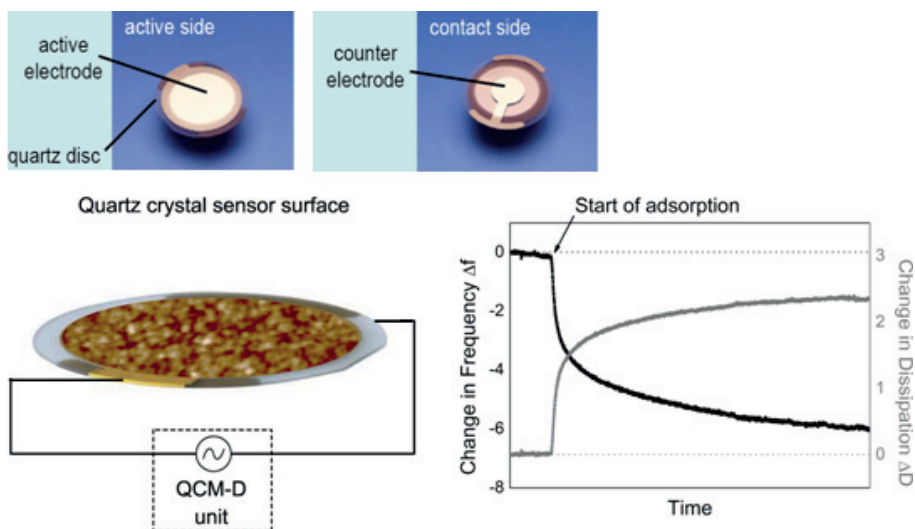 active side
active
electrode
quartz disc
contact side
counter
electrode
Quartz crystal sensor surface
QCM-D
unit
Start of adsorption
Change in Frequency Δf
0
-2
-4
-6
-8
3
2
1
0
Change in Dissipation ΔD
Time